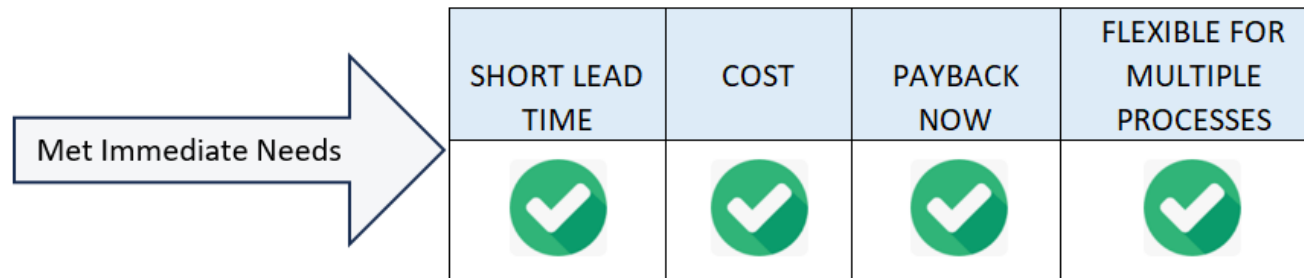 Met Immediate Needs
SHORT LEAD
TIME
COST
PAYBACK
NOW
FLEXIBLE FOR
MULTIPLE
PROCESSES